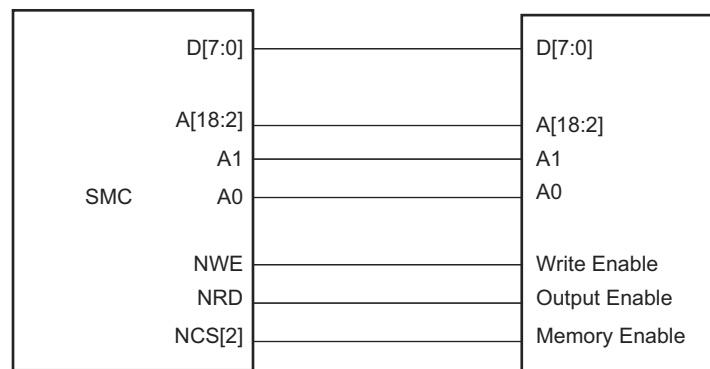 D[7:0] D[7:0]
A[18:2] A[18:2]
A1 A1
SMC A0 A0
NWE Write Enable
NRD Output Enable
NCS[2] Memory Enable